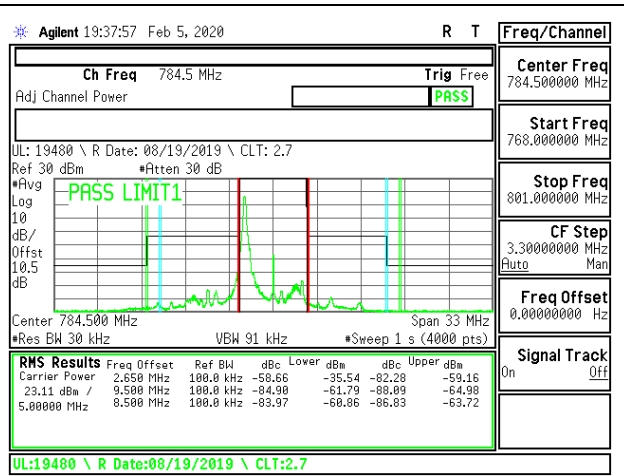 Agilent 19:37:57 Feb 5, 2020 R T
Freq/Channel
Ch Freq 784.5 MHz Trig Free
Adj Channel Power PASS
UL: 19480 \ R Date: 08/19/2019 \ CLT: 2.7
Ref 30 dBm #Atten 30 dB
#Avg
Log
10
dB/
Offst
10.5
dB
PASS LIMIT1
Center 784.500 MHz Span 33 MHz
#Res BW 30 kHz VBW 91 kHz #Sweep 1 s (4000 pts)
RMS Results Freq Offset Ref BW dBc Lower dBm dBc Upper dBm
Carrier Power 2.650 MHz 100.0 kHz -58.66 -35.54 -82.28 -59.16
23.11 dBm / 9.500 MHz 100.0 kHz -84.90 -61.79 -88.09 -64.98
5.00000 MHz 8.500 MHz 100.0 kHz -83.97 -60.86 -86.83 -63.72
UL:19480 \ R Date:08/19/2019 \ CLT:2.7
Center Freq
784.500000 MHz
Start Freq
768.000000 MHz
Stop Freq
801.000000 MHz
CF Step
3.30000000 MHz
Auto Man
Freq Offset
0.00000000 Hz
Signal Track
On Off